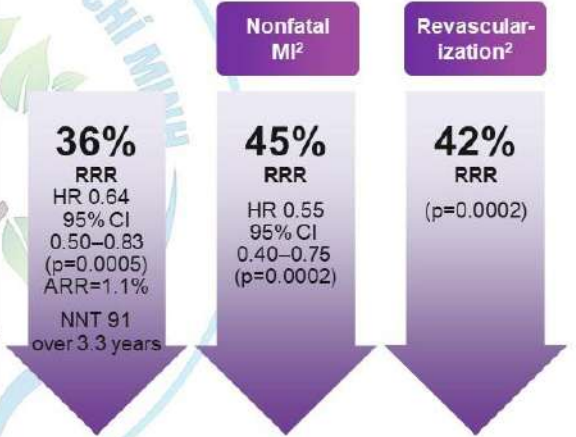 Nonfatal
MI²
Revascular-
ization²
36%
RRR
HR 0.64
95% CI
0.50–0.83
(p=0.0005)
ARR=1.1%
NNT 91
over 3.3 years
45%
RRR
HR 0.55
95% CI
0.40–0.75
(p=0.0002)
42%
RRR
(p=0.0002)
CHÍ MINH